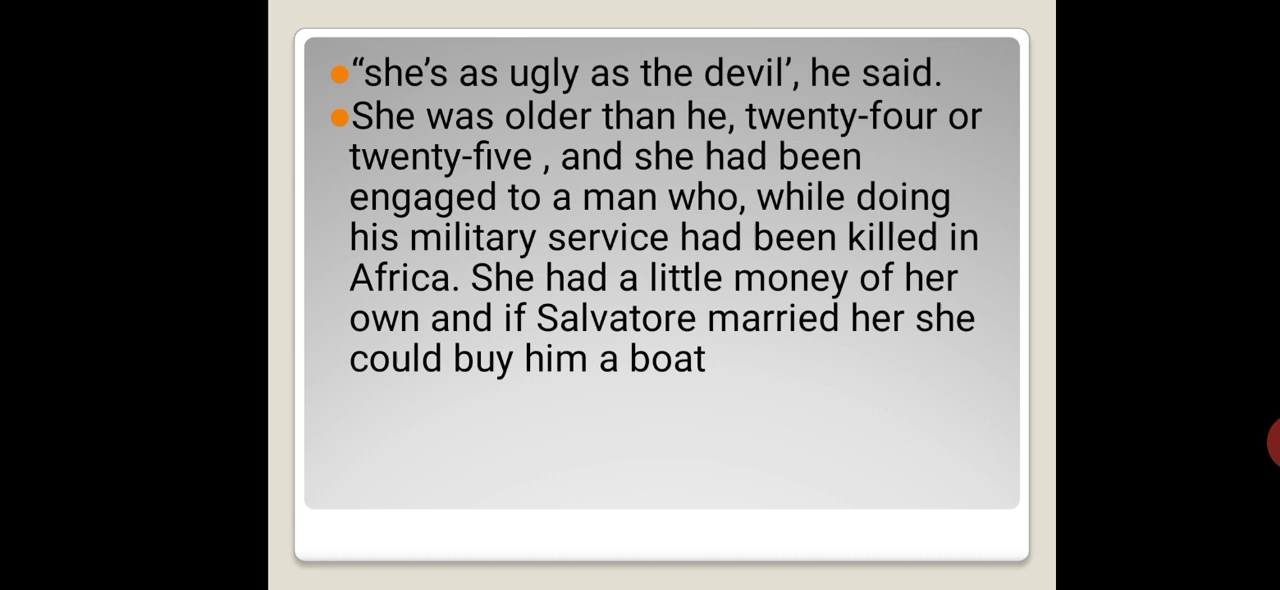 ●“she’s as ugly as the devil’, he said.
●She was older than he, twenty-four or
twenty-five , and she had been
engaged to a man who, while doing
his military service had been killed in
Africa. She had a little money of her
own and if Salvatore married her she
could buy him a boat